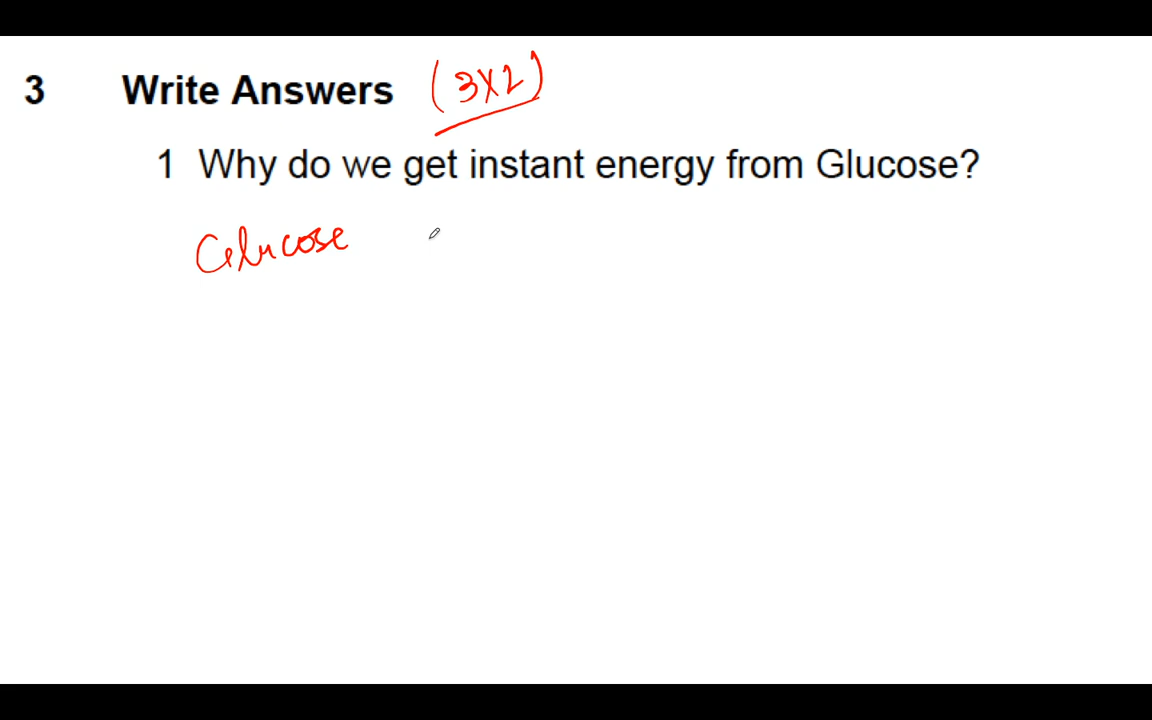 3 Write Answers (3x2)
1 Why do we get instant energy from Glucose?
Glucose